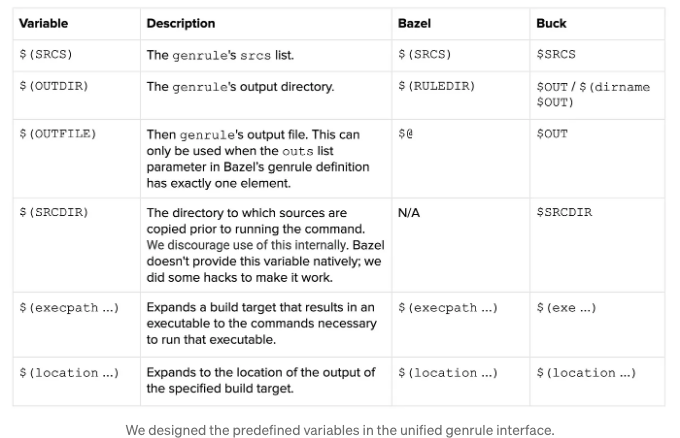 Variable Description Bazel Buck
$(SRCS) The genrule's srcs list. $(SRCS) $SRCS
$(OUTDIR) The genrule's output directory. $(RULEDIR) $OUT/$(dirname
$OUT)
$(OUTFILE) Then genrule's output file. This can $@ $OUT
only be used when the outs list
parameter in Bazel's genrule definition
has exactly one element.
$(SRCDIR) The directory to which sources are N/A $SRCDIR
copied prior to running the command.
We discourage use of this internally. Bazel
doesn't provide this variable natively; we
did some hacks to make it work.
$(execpath …) Expands a build target that results in an $(execpath …) $(exe …)
executable to the commands necessary
to run that executable.
$(location …) Expands to the location of the output of $(location …) $(location …)
the specified build target.
We designed the predefined variables in the unified genrule interface.